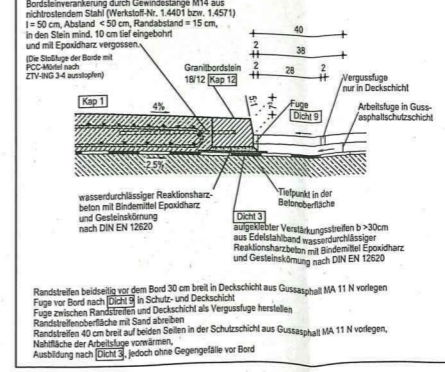 Bordsteinverankerung durch Gewindestange M14 aus
nichtrostendem Stahl (Werkstoff-Nr. 1.4401 bzw. 1.4571)
l = 50 cm, Abstand < 50 cm, Randabstand = 15 cm,
in den Stein mind. 10 cm tief eingebohrt
und mit Epoxidharz vergossen.
(Die Stoßfuge der Borde mit
PCC-Mörtel nach
ZTV-ING 3-4 ausstopfen)
40
2
38
2
28
2
Granitbordstein
18/12 Kap 12
Vergussfuge
nur in Deckschicht
Kap 1
4%
5:1
Fuge
Dicht 9
Arbeitsfuge in Guss-
asphaltschutzschicht
2.5%
wasserdurchlässiger Reaktionsharz-
beton mit Bindemittel Epoxidharz
und Gesteinskörnung
nach DIN EN 12620
Tiefpunkt in der
Betonoberfläche
Dicht 3
aufgeklebter Verstärkungsstreifen b >30cm
aus Edelstahlband wasserdurchlässiger
Reaktionsharzbeton mit Bindemittel Epoxidharz
und Gesteinskörnung nach DIN EN 12620
Randstreifen beidseitig vor dem Bord 30 cm breit in Deckschicht aus Gussasphalt MA 11 N vorlegen
Fuge vor Bord nach Dicht 9 in Schutz- und Deckschicht
Fuge zwischen Randstreifen und Deckschicht als Vergussfuge herstellen
Randstreifenoberfläche mit Sand abreiben
Randstreifen 40 cm breit auf beiden Seiten in der Schutzschicht aus Gussasphalt MA 11 N vorlegen,
Nahtfläche der Arbeitsfuge vorwärmen,
Ausbildung nach Dicht 3, jedoch ohne Gegengefälle vor Bord